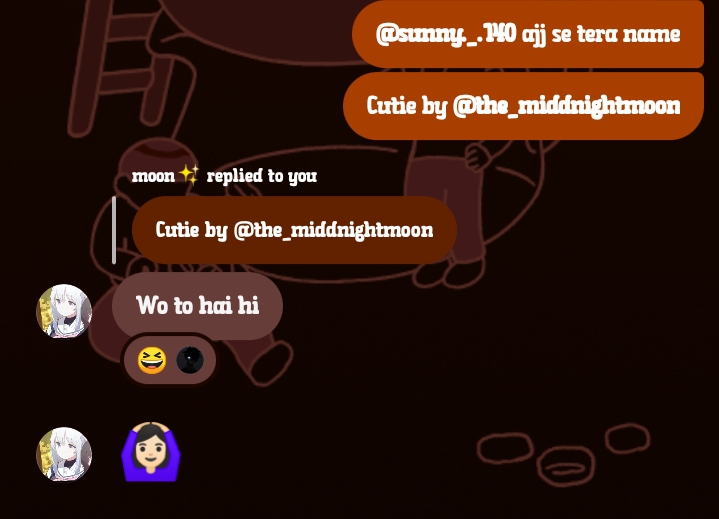 @sunny._.140 ajj se tera name
Cutie by @the_middnightmoon
moon✨ replied to you
Cutie by @the_middnightmoon
Wo to hai hi
😆
🙆🏻‍♀️